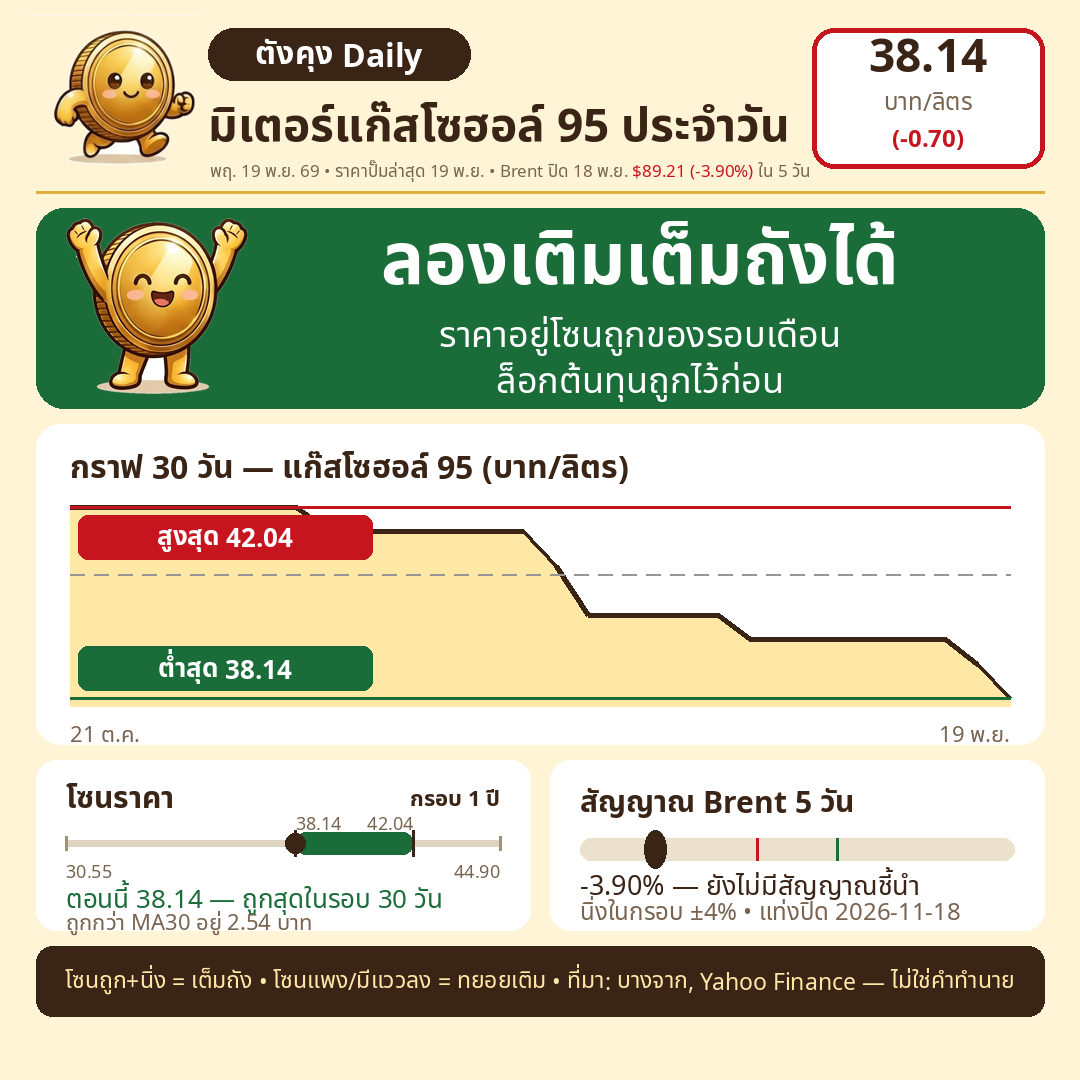 ตังคุง Daily
มิเตอร์แก๊สโซฮอล์ 95 ประจำวัน
พฤ. 19 พ.ย. 69 • ราคาปั๊มล่าสุด 19 พ.ย. • Brent ปิด 18 พ.ย. $89.21 (-3.90%) ใน 5 วัน
38.14
บาท/ลิตร
(-0.70)
ลองเติมเต็มถังได้
ราคาอยู่โซนถูกของรอบเดือน
ล็อกต้นทุนถูกไว้ก่อน
กราฟ 30 วัน — แก๊สโซฮอล์ 95 (บาท/ลิตร)
สูงสุด 42.04
ต่ำสุด 38.14
21 ต.ค. 19 พ.ย.
โซนราคา กรอบ 1 ปี
38.14 42.04
30.55 44.90
ตอนนี้ 38.14 — ถูกสุดในรอบ 30 วัน
ถูกกว่า MA30 อยู่ 2.54 บาท
สัญญาณ Brent 5 วัน
-3.90% — ยังไม่มีสัญญาณชี้นำ
นิ่งในกรอบ ±4% • แท่งปิด 2026-11-18
โซนถูก+นิ่ง = เต็มถัง • โซนแพง/มีแววลง = ทยอยเติม • ที่มา: บางจาก, Yahoo Finance — ไม่ใช่คำทำนาย